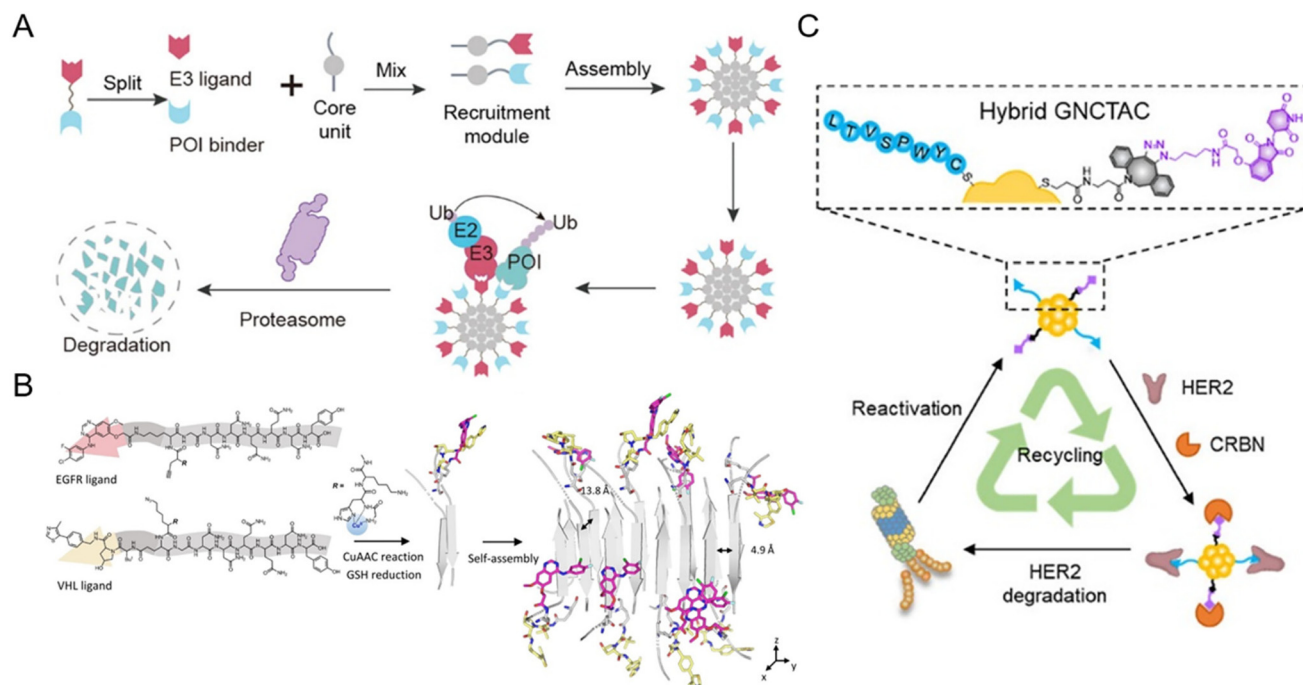 A
Split
E3 ligand
POI binder
+
Core
unit
Mix
Recruitment
module
Assembly
Ub
E2
E3
POI
Ub
Proteasome
Degradation
B
EGFR ligand
VHL ligand
R =
CuAAC reaction
GSH reduction
Self-assembly
13.8 Å
4.9 Å
z
y
x
C
Hybrid GNCTAC
L T V S P W Y C
S
S
HER2
CRBN
Reactivation
Recycling
HER2
degradation